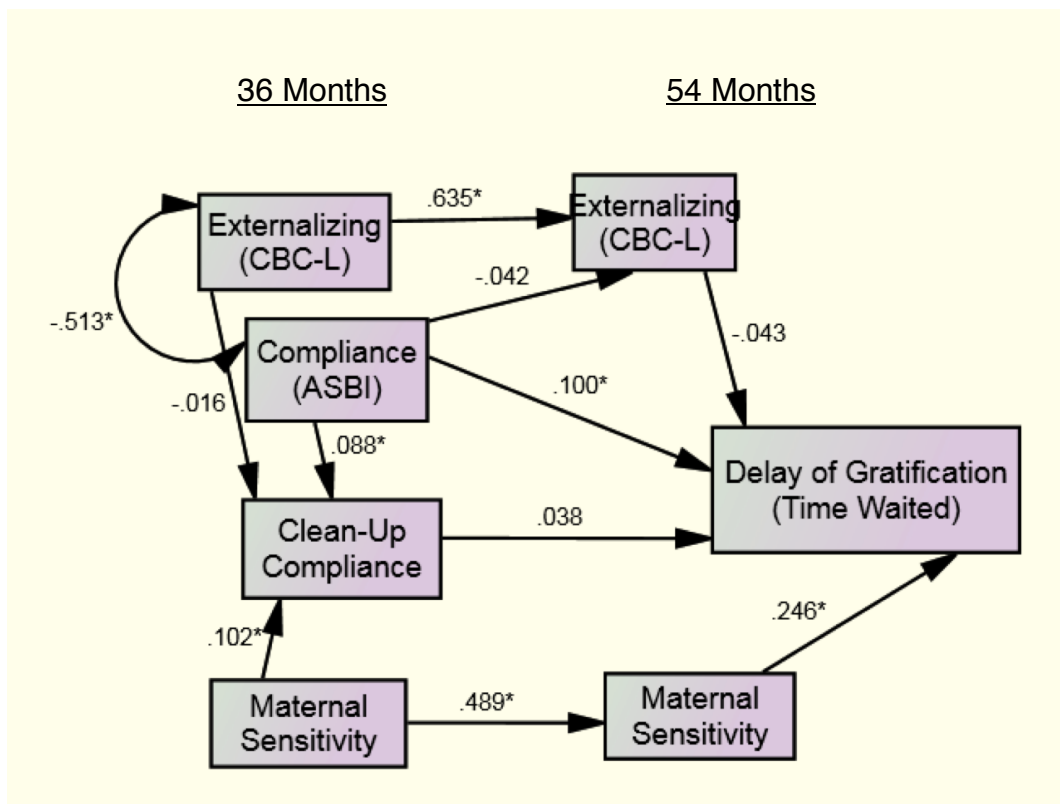 36 Months
54 Months
Externalizing
(CBC-L)
.635*
Externalizing
(CBC-L)
-.513*
-.042
Compliance
(ASBI)
-.043
-.016
.100*
.088*
Delay of Gratification
(Time Waited)
Clean-Up
Compliance
.038
.102*
.246*
Maternal
Sensitivity
.489*
Maternal
Sensitivity